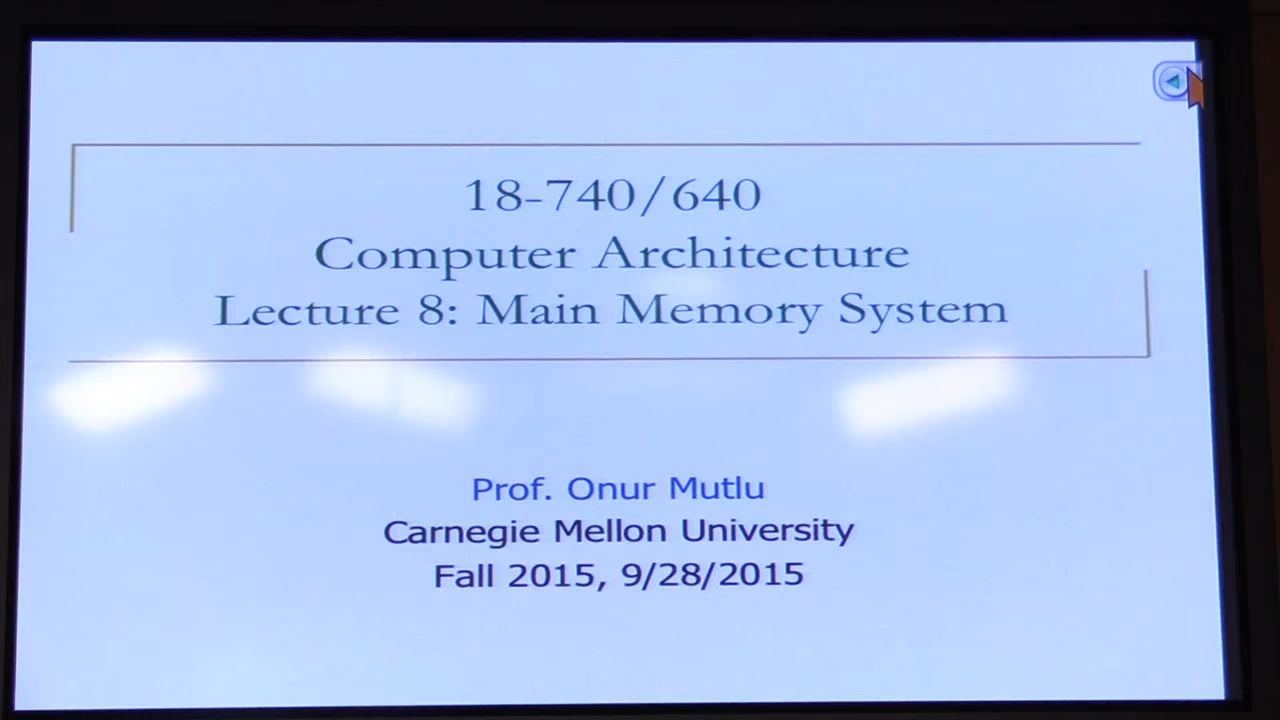 18-740/640
Computer Architecture
Lecture 8: Main Memory System
Prof. Onur Mutlu
Carnegie Mellon University
Fall 2015, 9/28/2015